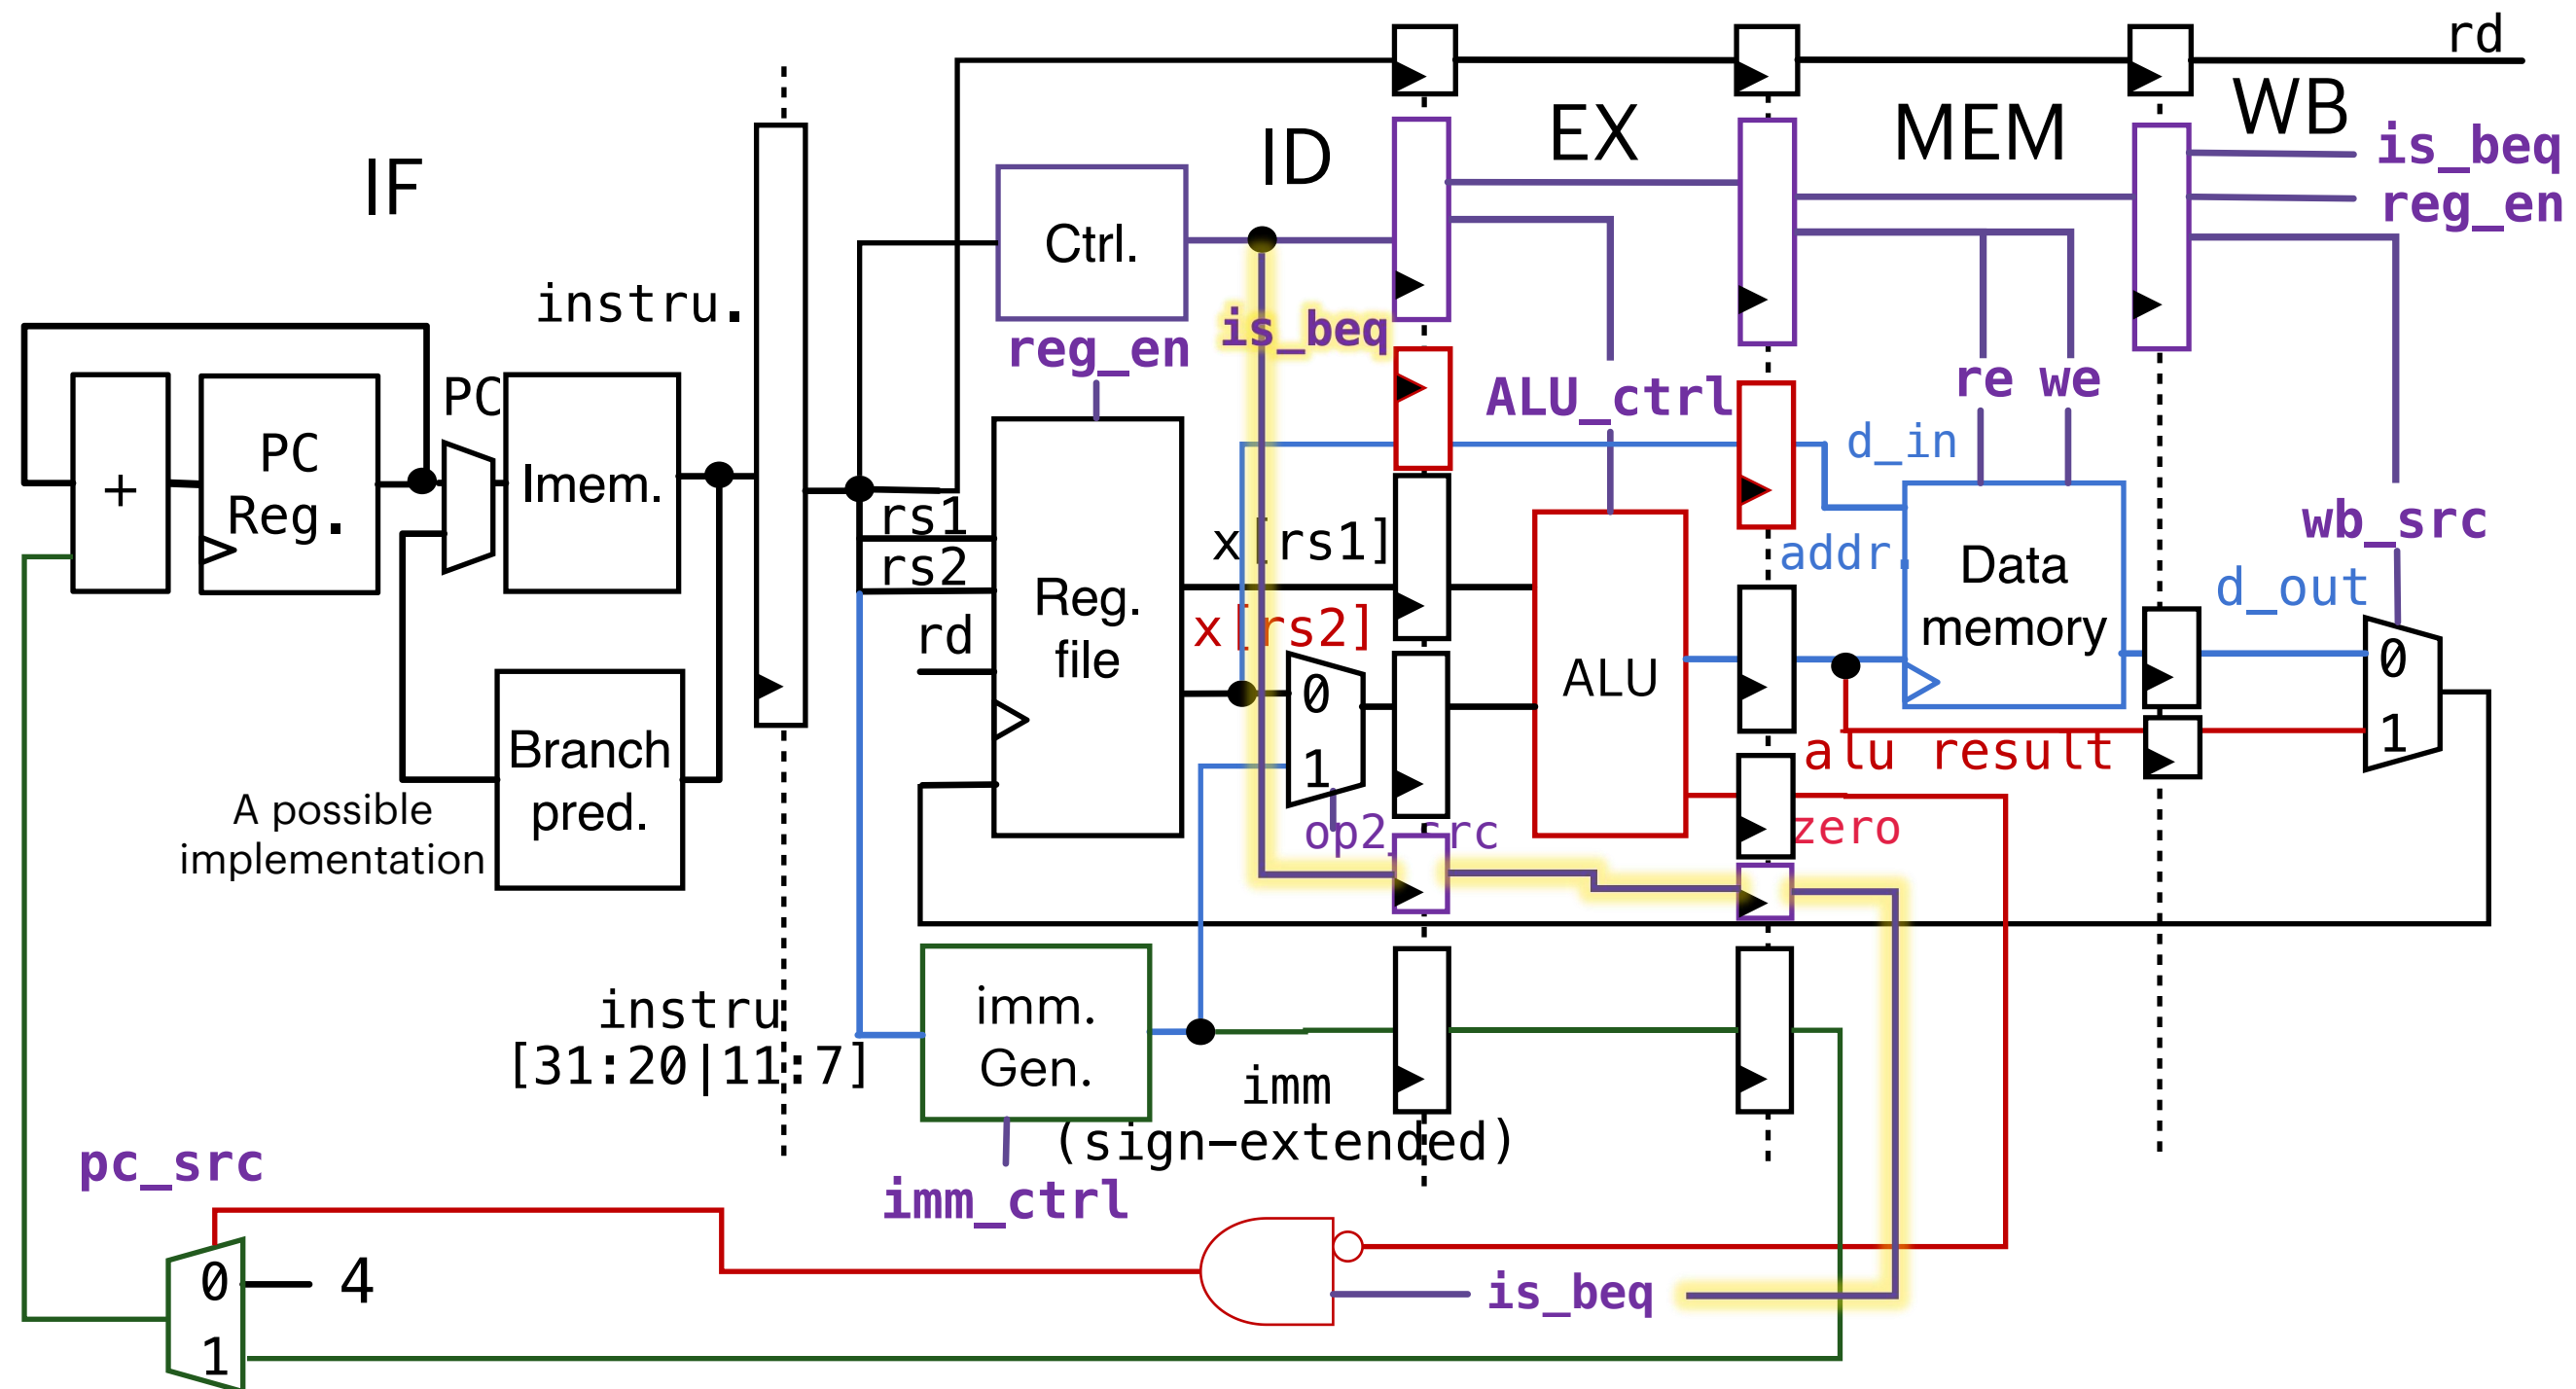 rd
WB
is_beq
reg_en
MEM
EX
ID
IF
Ctrl.
instru.
reg_en
is_beq
ALU_ctrl
re
we
PC
PC
Reg.
+
Imem.
rs1
rs2
rd
Reg.
file
x[rs1]
x[rs2]
0
1
op2_src
ALU
d_in
addr.
Data
memory
d_out
wb_src
0
1
alu result
zero
Branch
pred.
A possible
implementation
instru
[31:20|11:7]
imm.
Gen.
imm
(sign-extended)
imm_ctrl
pc_src
0
4
1
is_beq